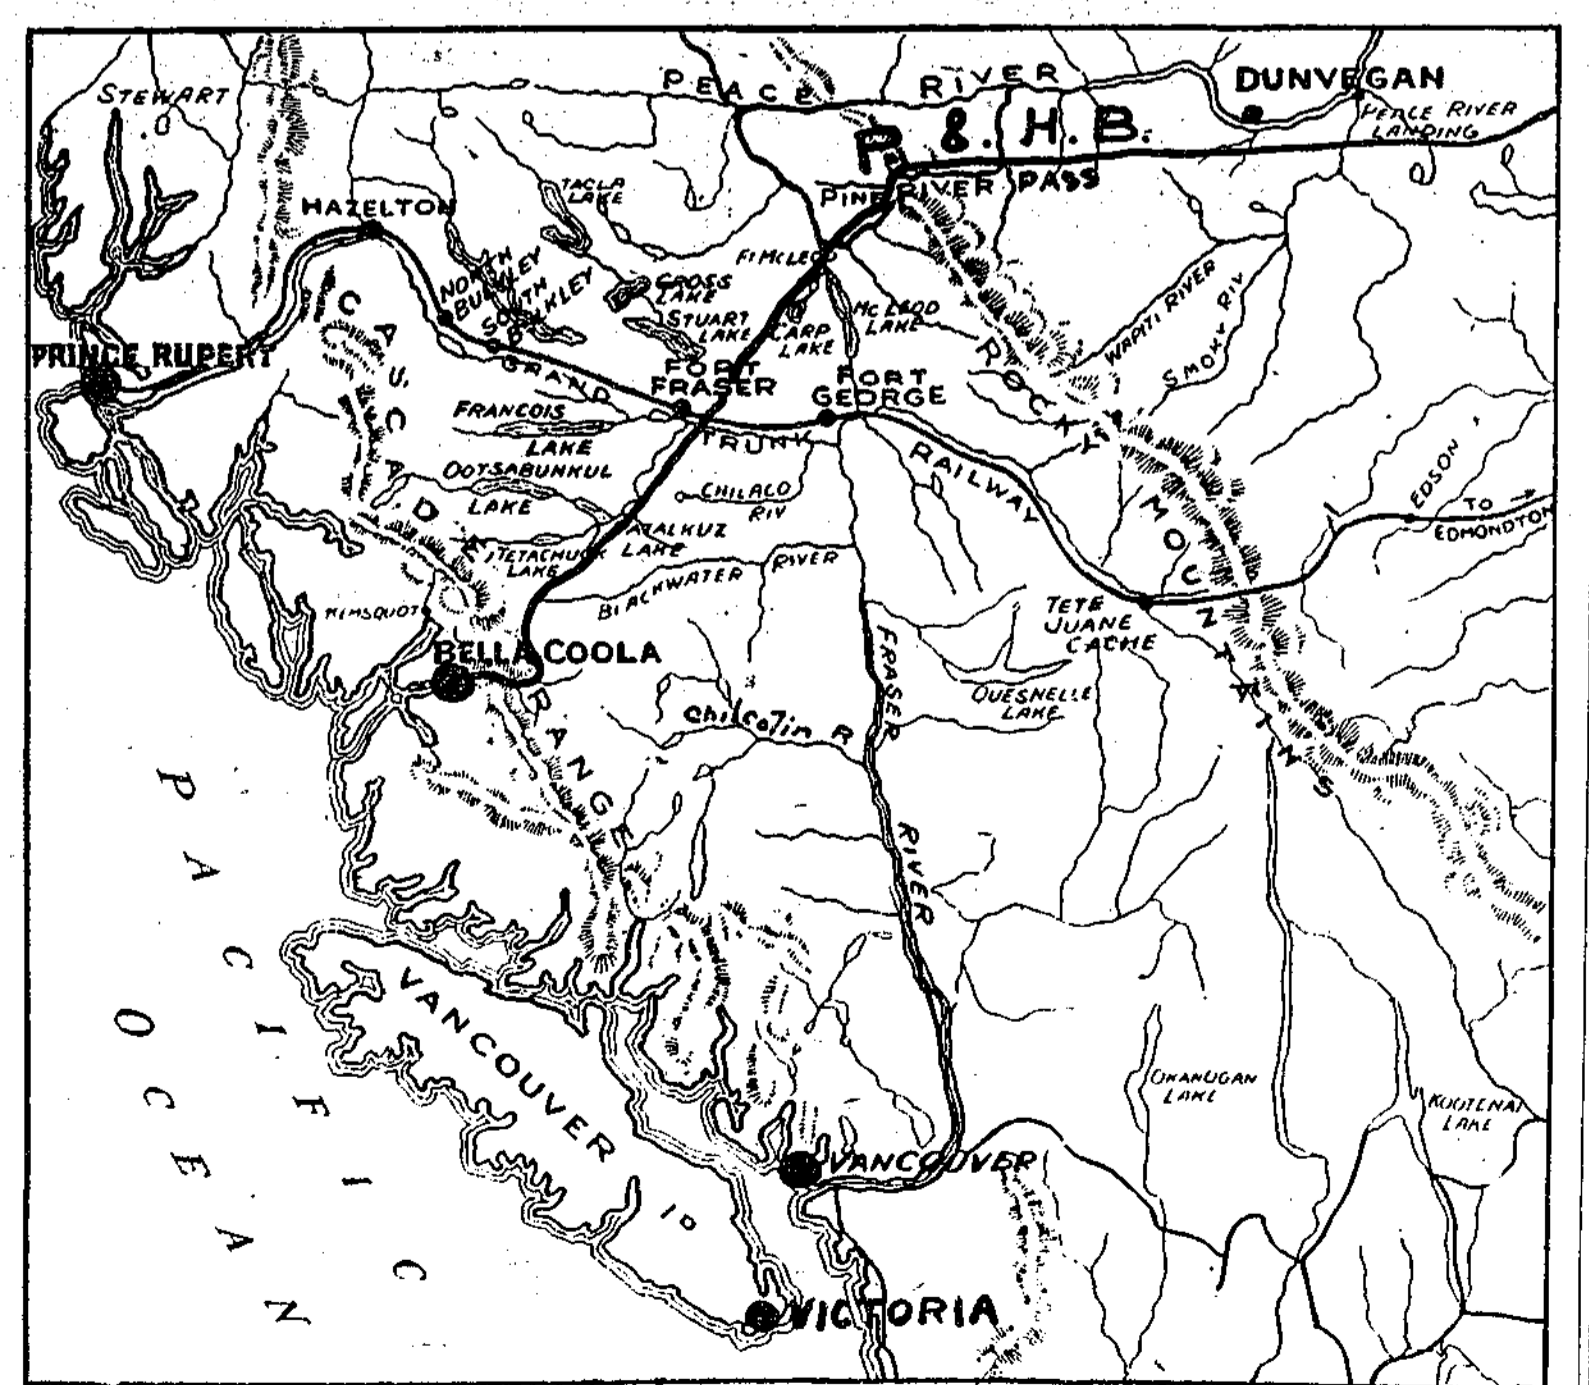 STEWART
PEACE RIVER
DUNVEGAN
PEACE RIVER
LANDING
P. & H. B.
PINE RIVER PASS
HAZELTON
TACLA
LAKE
FT MCLEOD
NORTH
BULKLEY
SOUTH
BULKLEY
CROSS
LAKE
STUART
LAKE
CARP
LAKE
MCLEOD
LAKE
WAPITI RIVER
SMOKY RIV
PRINCE RUPERT
CASCADE RANGE
ROCKY MOUNTAINS
GRAND TRUNK RAILWAY
FORT
FRASER
FORT
GEORGE
FRANCOIS
LAKE
OOTSABUNKUL
LAKE
CHILACO
RIV
EDSON
TO
EDMONDTON
TETACHUCK
LAKE
LAKE
BLACKWATER RIVER
KIMSQUOT
TETE
JUANE
CACHE
BELLA COOLA
QUESNELLE
LAKE
Chilcotin R
FRASER RIVER
PACIFIC
OCEAN
VANCOUVER ID
OKANUGAN
LAKE
KOOTENAI
LAKE
VANCOUVER
VICTORIA